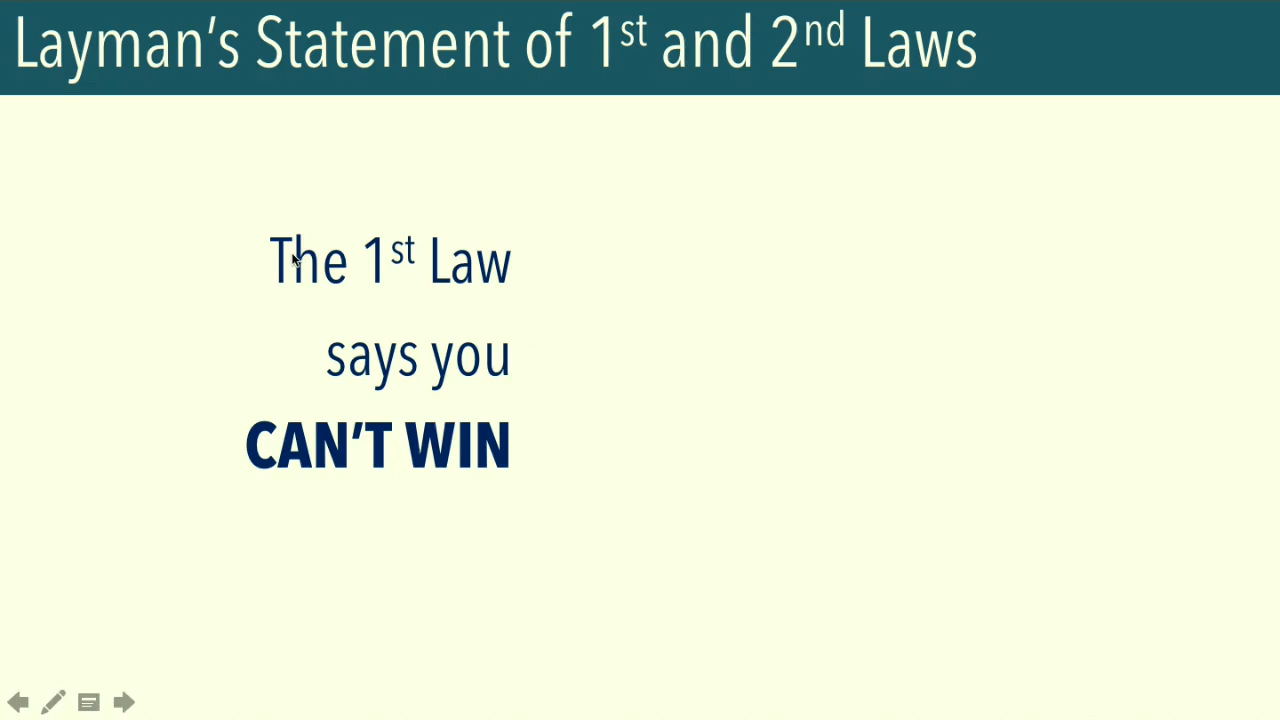 Layman’s Statement of 1st and 2nd Laws
The 1st Law
says you
CAN’T WIN